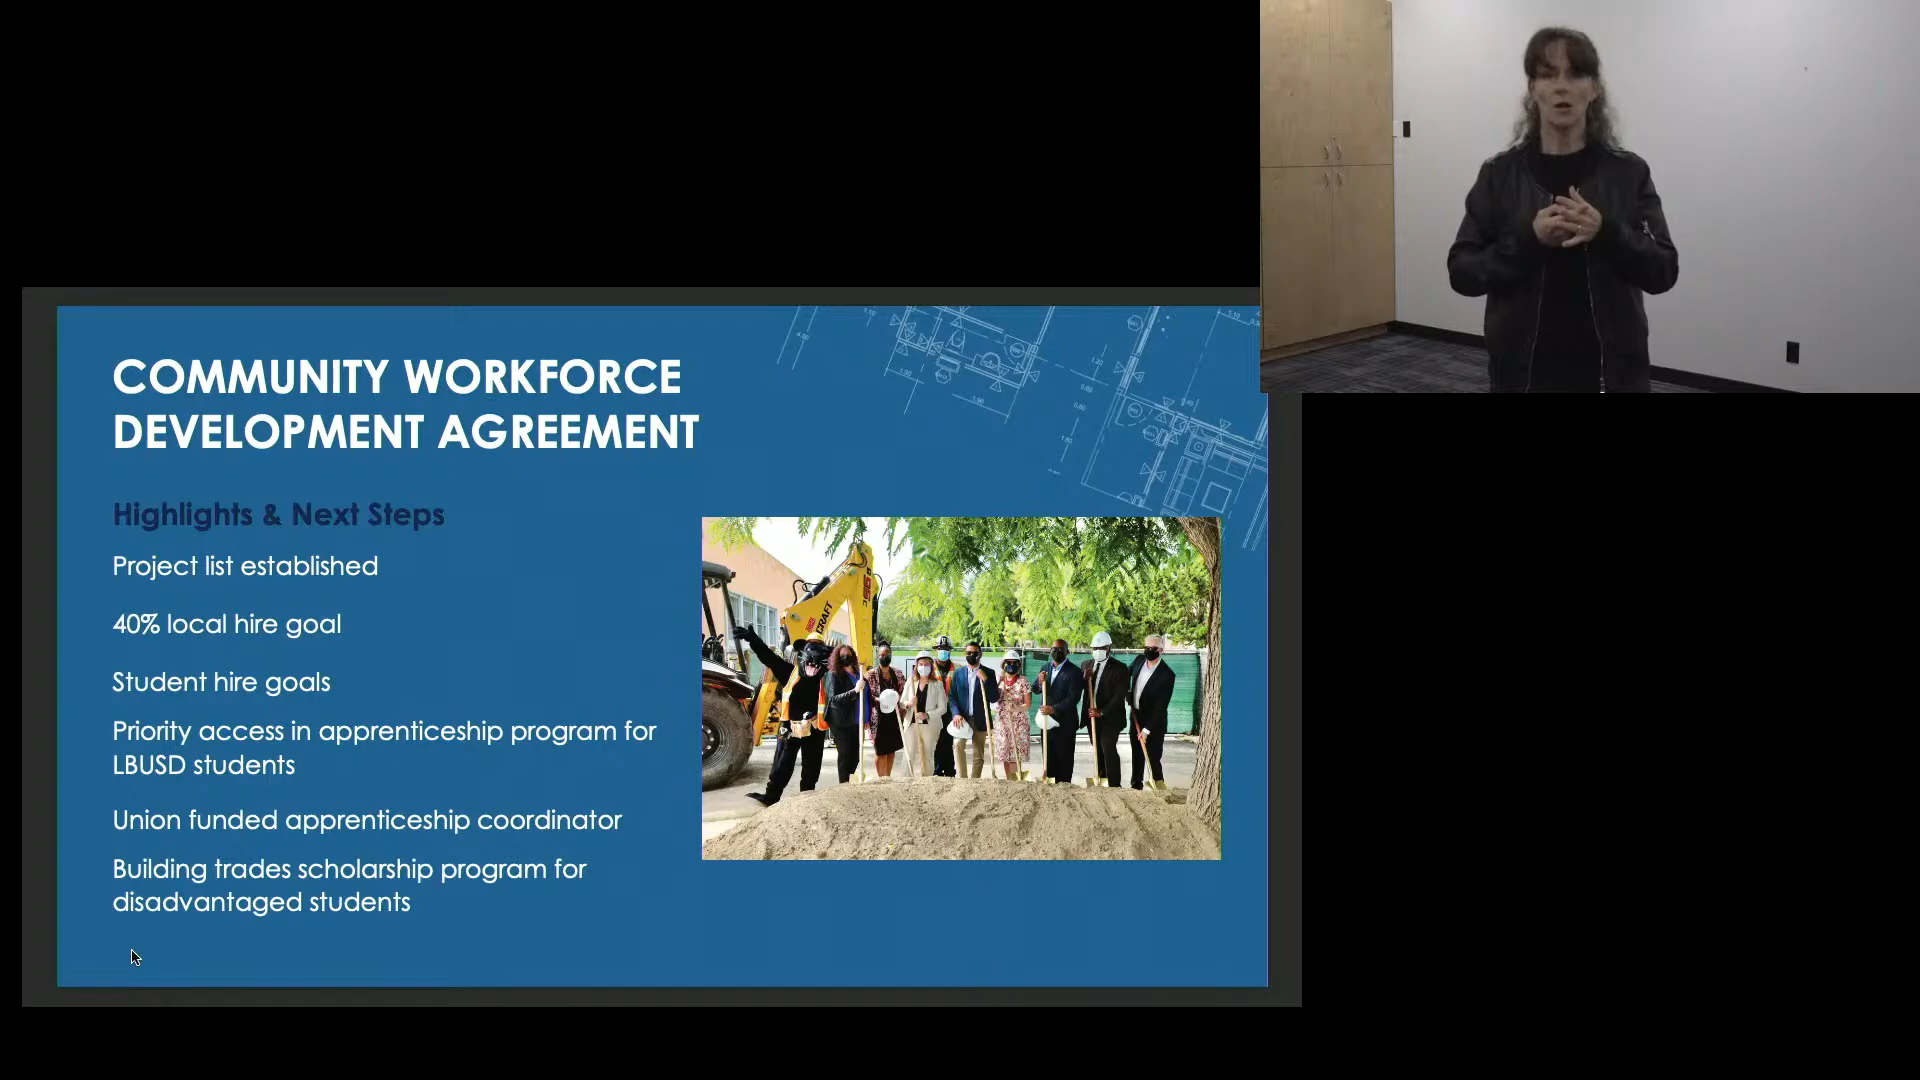 COMMUNITY WORKFORCE
DEVELOPMENT AGREEMENT
Highlights & Next Steps
Project list established
40% local hire goal
Student hire goals
Priority access in apprenticeship program for
LBUSD students
Union funded apprenticeship coordinator
Building trades scholarship program for
disadvantaged students
CRAFT